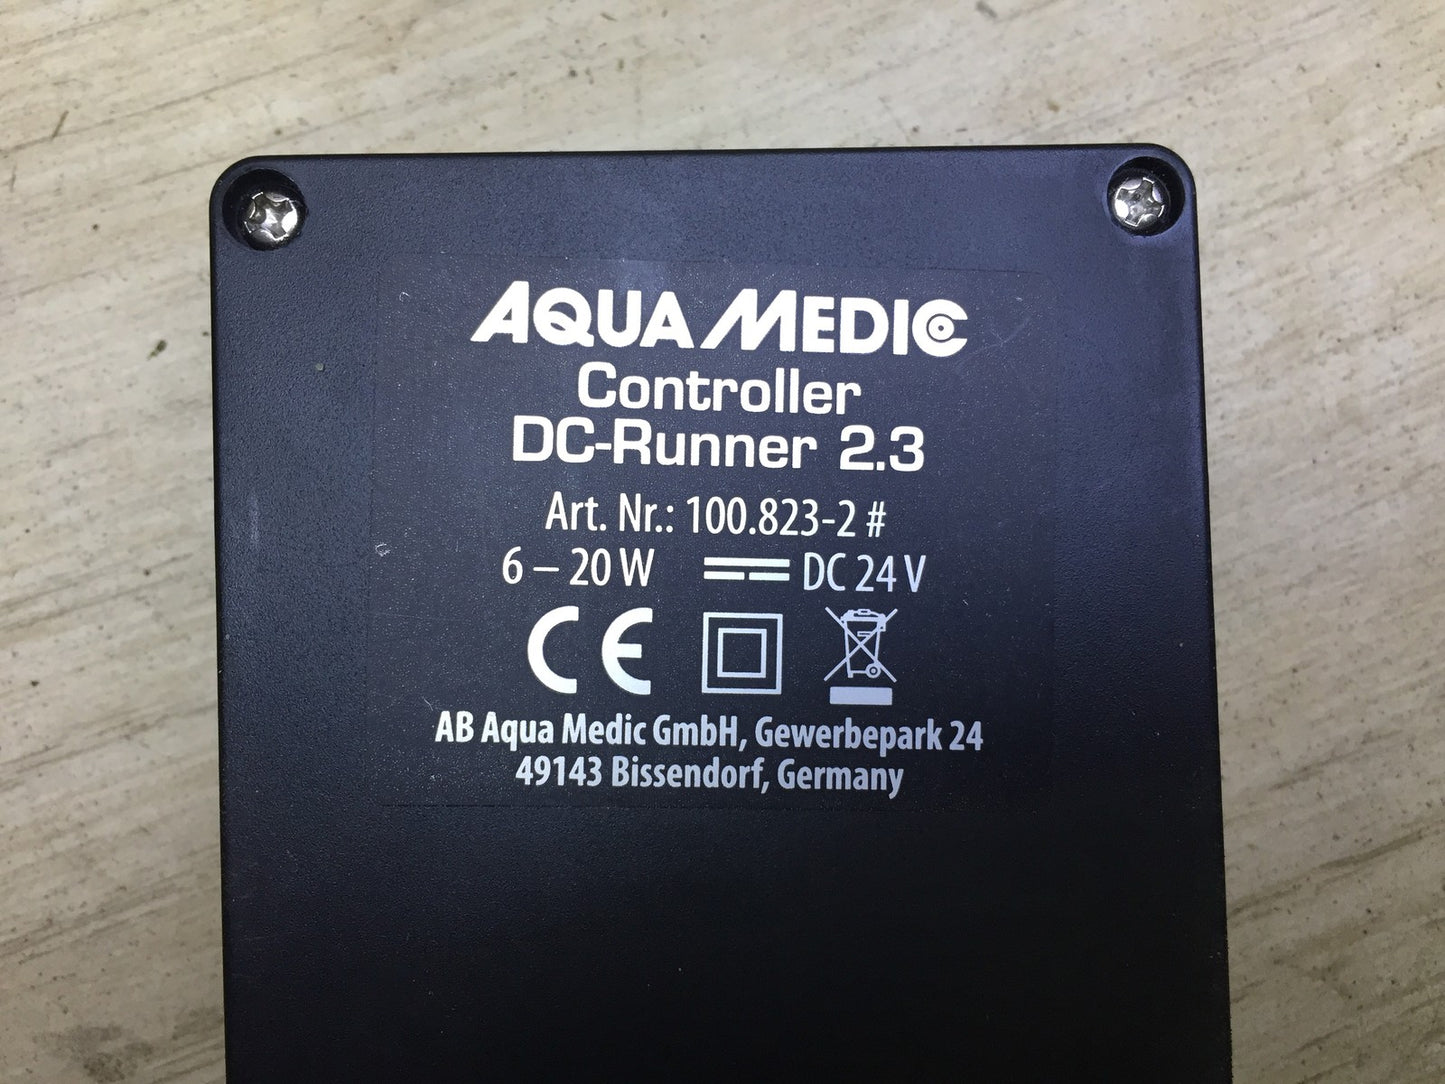 AQUA MEDIC
Controller
DC-Runner 2.3
Art. Nr.: 100.823-2 #
6 – 20 W DC 24 V
CE
AB Aqua Medic GmbH, Gewerbepark 24
49143 Bissendorf, Germany